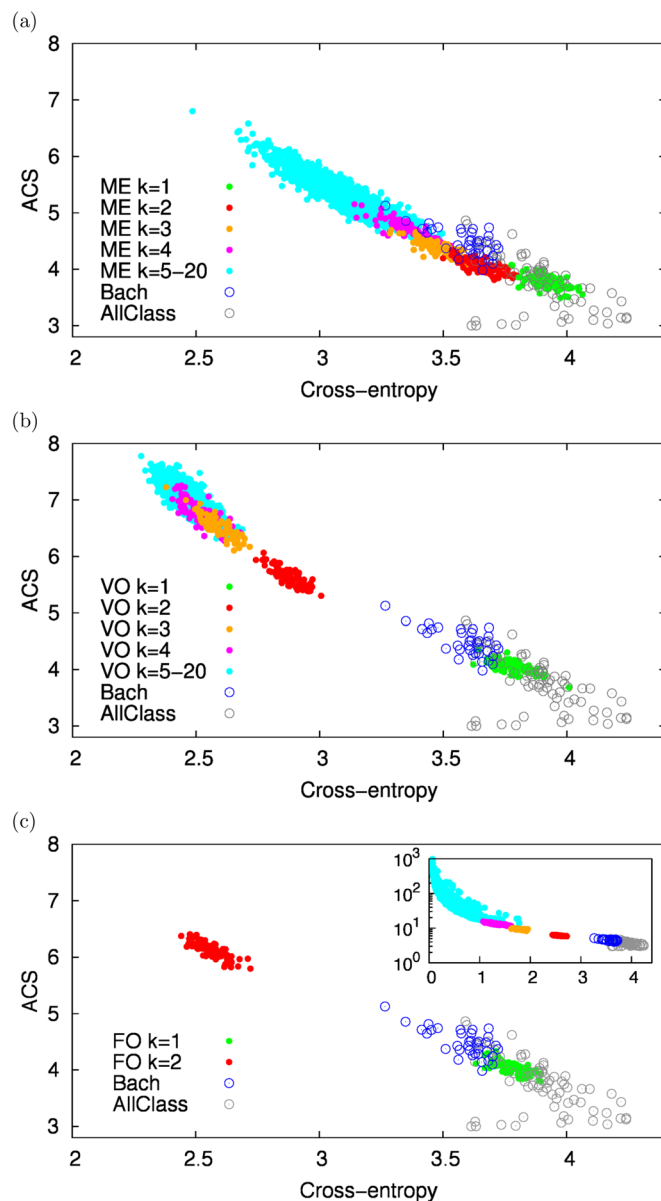 (a)
8
7
6
5
4
3
ACS
ME k=1
ME k=2
ME k=3
ME k=4
ME k=5−20
Bach
AllClass
2 2.5 3 3.5 4
Cross−entropy
(b)
8
7
6
5
4
3
ACS
VO k=1
VO k=2
VO k=3
VO k=4
VO k=5−20
Bach
AllClass
2 2.5 3 3.5 4
Cross−entropy
(c)
8
7
6
5
4
3
ACS
10³
10²
10¹
10⁰
0 1 2 3 4
FO k=1
FO k=2
Bach
AllClass
2 2.5 3 3.5 4
Cross−entropy